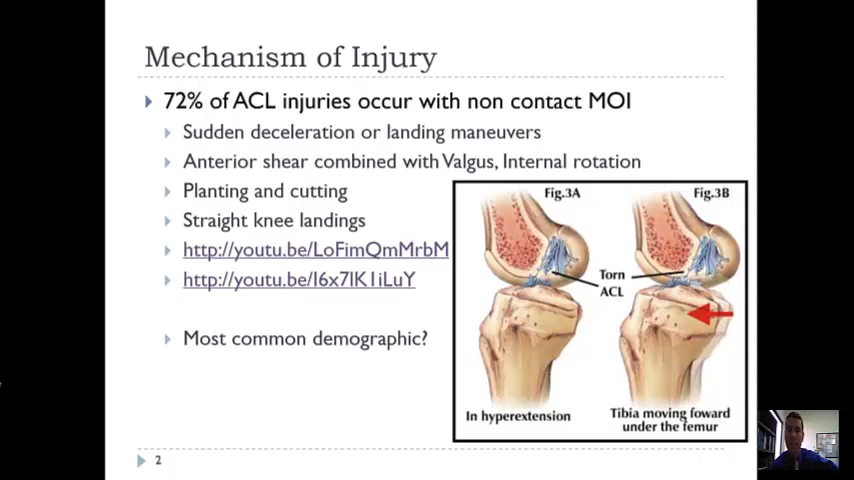 Mechanism of Injury
72% of ACL injuries occur with non contact MOI
Sudden deceleration or landing maneuvers
Anterior shear combined with Valgus, Internal rotation
Planting and cutting
Straight knee landings
http://youtu.be/LoFimQmMrbM
http://youtu.be/I6x7lK1iLuY
Most common demographic?
Fig.3A
Fig.3B
Torn
ACL
In hyperextension
Tibia moving foward
under the femur
2